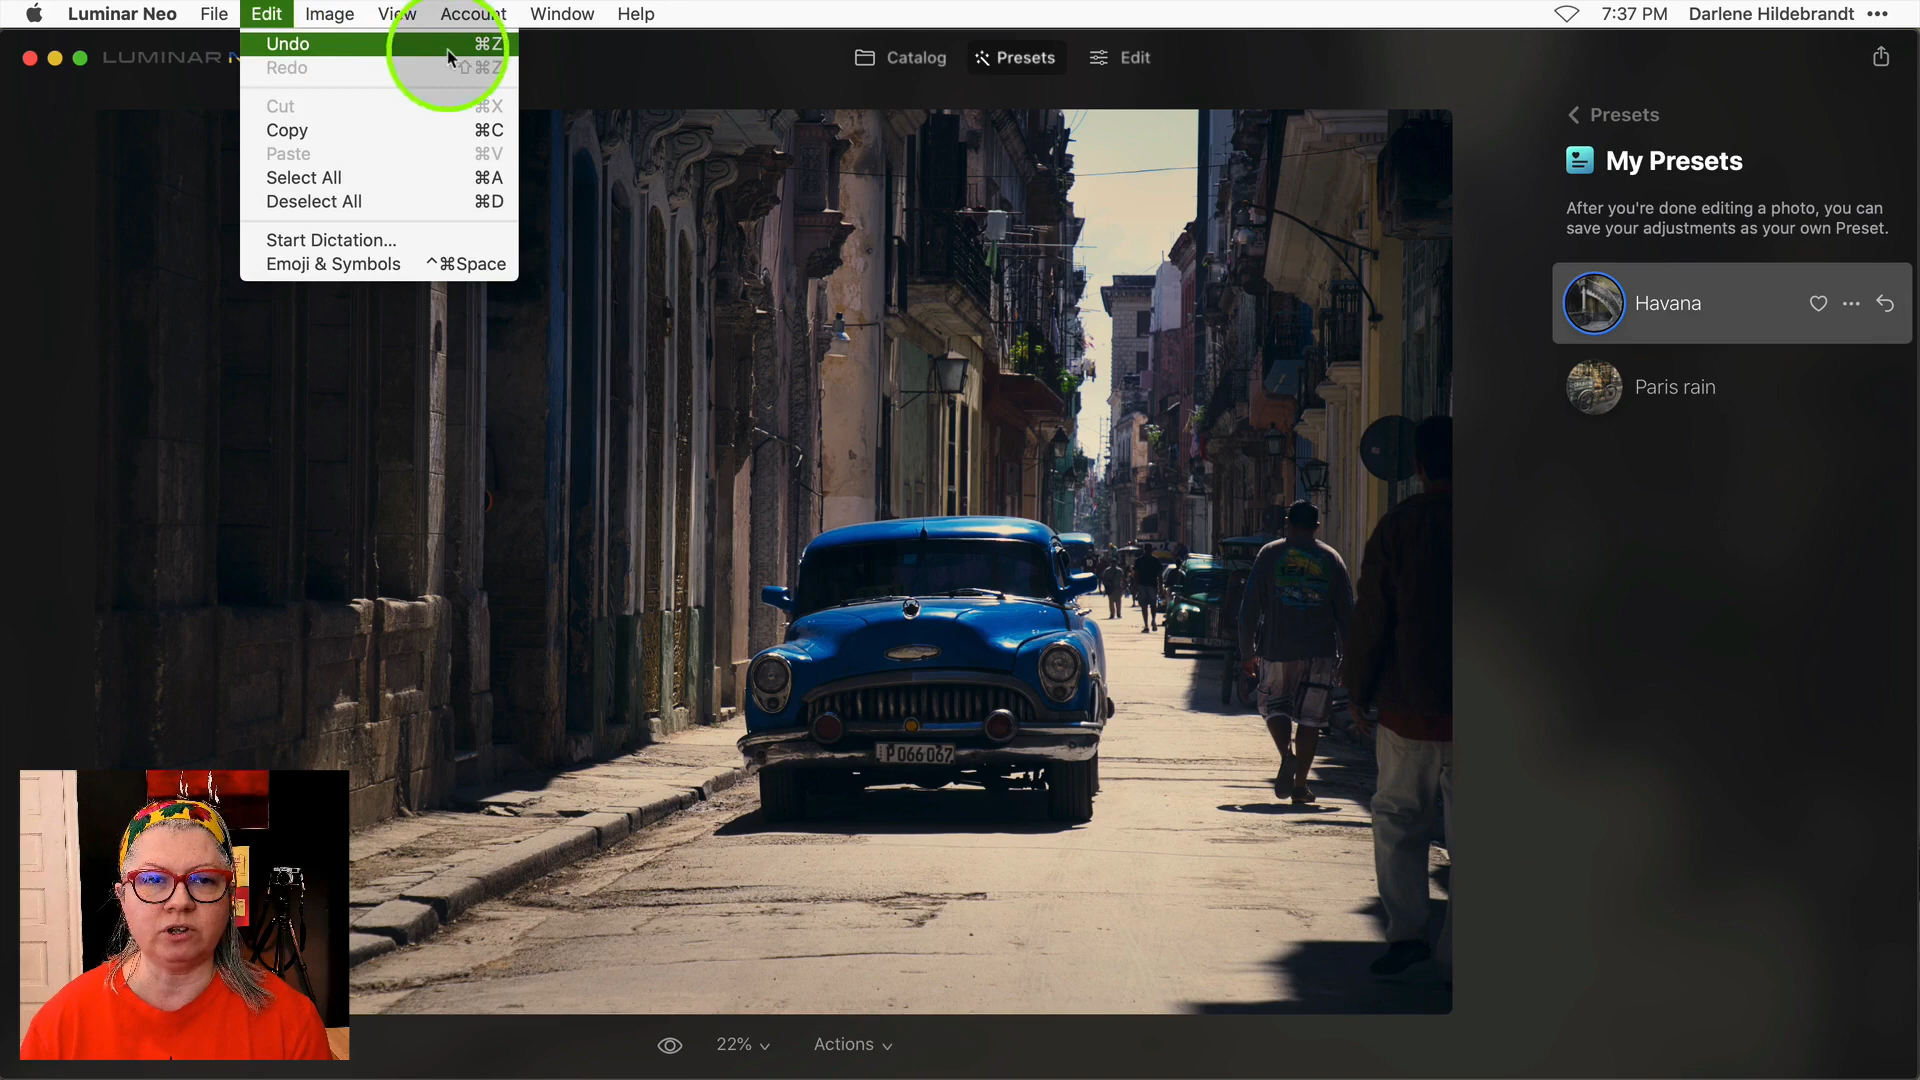 Luminar Neo File Edit Image View Account Window Help 7:37 PM Darlene Hildebrandt •••
Undo ⌘Z
Redo ⇧⌘Z
Cut ⌘X
Copy ⌘C
Paste ⌘V
Select All ⌘A
Deselect All ⌘D
Start Dictation...
Emoji & Symbols ^⌘Space
LUMINAR N
Catalog Presets Edit
Presets
My Presets
After you're done editing a photo, you can
save your adjustments as your own Preset.
Havana
Paris rain
P066067
22% Actions